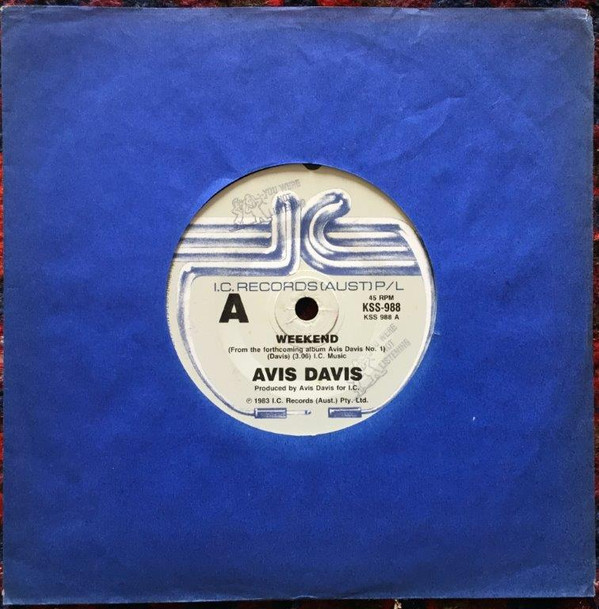 IC
I.C. RECORDS (AUST) P/L
A
45 RPM
KSS-988
KSS 988 A
WEEKEND
(From the forthcoming album Avis Davis No. 1)
(Davis) (3.06) I.C. Music
AVIS DAVIS
Produced by Avis Davis for I.C.
℗ 1983 I.C. Records (Aust.) Pty. Ltd.